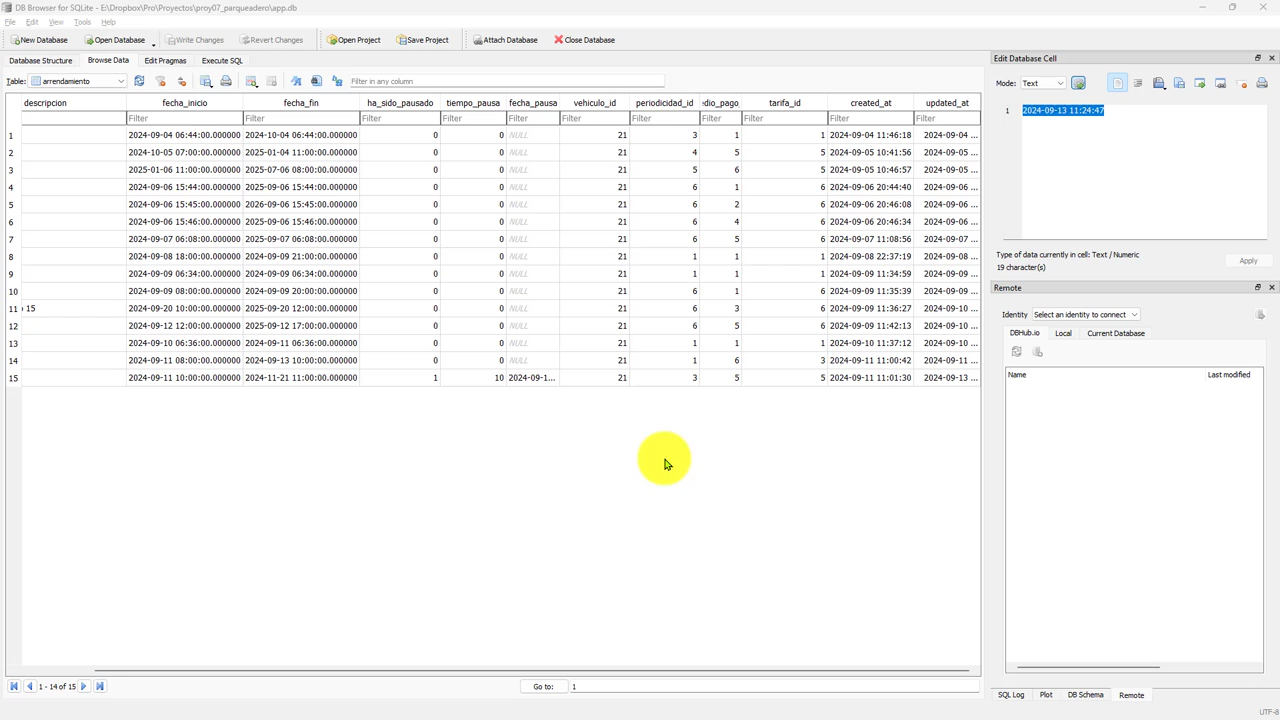 DB Browser for SQLite - E:\Dropbox\Pro\Proyectos\proy07_parqueadero\app.db
File Edit View Tools Help
New Database Open Database Write Changes Revert Changes Open Project Save Project Attach Database Close Database
Database Structure Browse Data Edit Pragmas Execute SQL
Table: arrendamiento Filter in any column
descripcion fecha_inicio fecha_fin ha_sido_pausado tiempo_pausa fecha_pausa vehiculo_id periodicidad_id dio_pago tarifa_id created_at updated_at
Filter Filter Filter Filter Filter Filter Filter Filter Filter Filter Filter
1 2024-09-04 06:44:00.000000 2024-10-04 06:44:00.000000 0 0 NULL 21 3 1 1 2024-09-04 11:46:18 2024-09-04 ...
2 2024-10-05 07:00:00.000000 2025-01-04 11:00:00.000000 0 0 NULL 21 4 5 5 2024-09-05 10:41:56 2024-09-05 ...
3 2025-01-06 11:00:00.000000 2025-07-06 08:00:00.000000 0 0 NULL 21 5 6 5 2024-09-05 10:46:57 2024-09-05 ...
4 2024-09-06 15:44:00.000000 2025-09-06 15:44:00.000000 0 0 NULL 21 6 1 6 2024-09-06 20:44:40 2024-09-06 ...
5 2024-09-06 15:45:00.000000 2026-09-06 15:45:00.000000 0 0 NULL 21 6 2 6 2024-09-06 20:46:08 2024-09-06 ...
6 2024-09-06 15:46:00.000000 2025-09-06 15:46:00.000000 0 0 NULL 21 6 4 6 2024-09-06 20:46:34 2024-09-06 ...
7 2024-09-07 06:08:00.000000 2025-09-07 06:08:00.000000 0 0 NULL 21 6 5 6 2024-09-07 11:08:56 2024-09-07 ...
8 2024-09-08 18:00:00.000000 2024-09-09 21:00:00.000000 0 0 NULL 21 1 1 1 2024-09-08 22:37:19 2024-09-08 ...
9 2024-09-09 06:34:00.000000 2024-09-09 06:34:00.000000 0 0 NULL 21 1 1 1 2024-09-09 11:34:59 2024-09-09 ...
10 2024-09-09 08:00:00.000000 2024-09-09 20:00:00.000000 0 0 NULL 21 6 1 6 2024-09-09 11:35:39 2024-09-09 ...
11 15 2024-09-20 10:00:00.000000 2025-09-20 12:00:00.000000 0 0 NULL 21 6 3 6 2024-09-09 11:36:27 2024-09-10 ...
12 2024-09-12 12:00:00.000000 2025-09-12 17:00:00.000000 0 0 NULL 21 6 5 6 2024-09-09 11:42:13 2024-09-10 ...
13 2024-09-10 06:36:00.000000 2024-09-11 06:36:00.000000 0 0 NULL 21 1 1 1 2024-09-10 11:37:12 2024-09-10 ...
14 2024-09-11 08:00:00.000000 2024-09-13 10:00:00.000000 0 0 NULL 21 1 6 3 2024-09-11 11:00:42 2024-09-11 ...
15 2024-09-11 10:00:00.000000 2024-11-21 11:00:00.000000 1 10 2024-09-1... 21 3 5 5 2024-09-11 11:01:30 2024-09-13 ...
1 - 14 of 15 Go to: 1
Edit Database Cell
Mode: Text
1 2024-09-13 11:24:47
Type of data currently in cell: Text / Numeric
19 character(s) Apply
Remote
Identity Select an identity to connect
DBHub.io Local Current Database
Name Last modified
SQL Log Plot DB Schema Remote
UTF-8